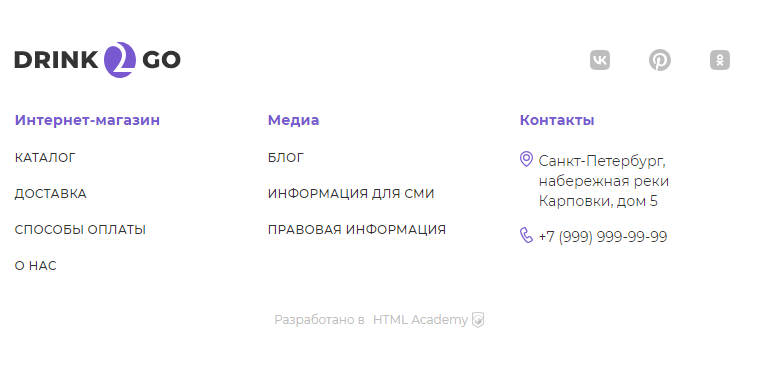 DRINK 2 GO
Интернет-магазин
КАТАЛОГ
ДОСТАВКА
СПОСОБЫ ОПЛАТЫ
О НАС
Медиа
БЛОГ
ИНФОРМАЦИЯ ДЛЯ СМИ
ПРАВОВАЯ ИНФОРМАЦИЯ
Контакты
Санкт-Петербург,
набережная реки
Карповки, дом 5
+7 (999) 999-99-99
Разработано в HTML Academy